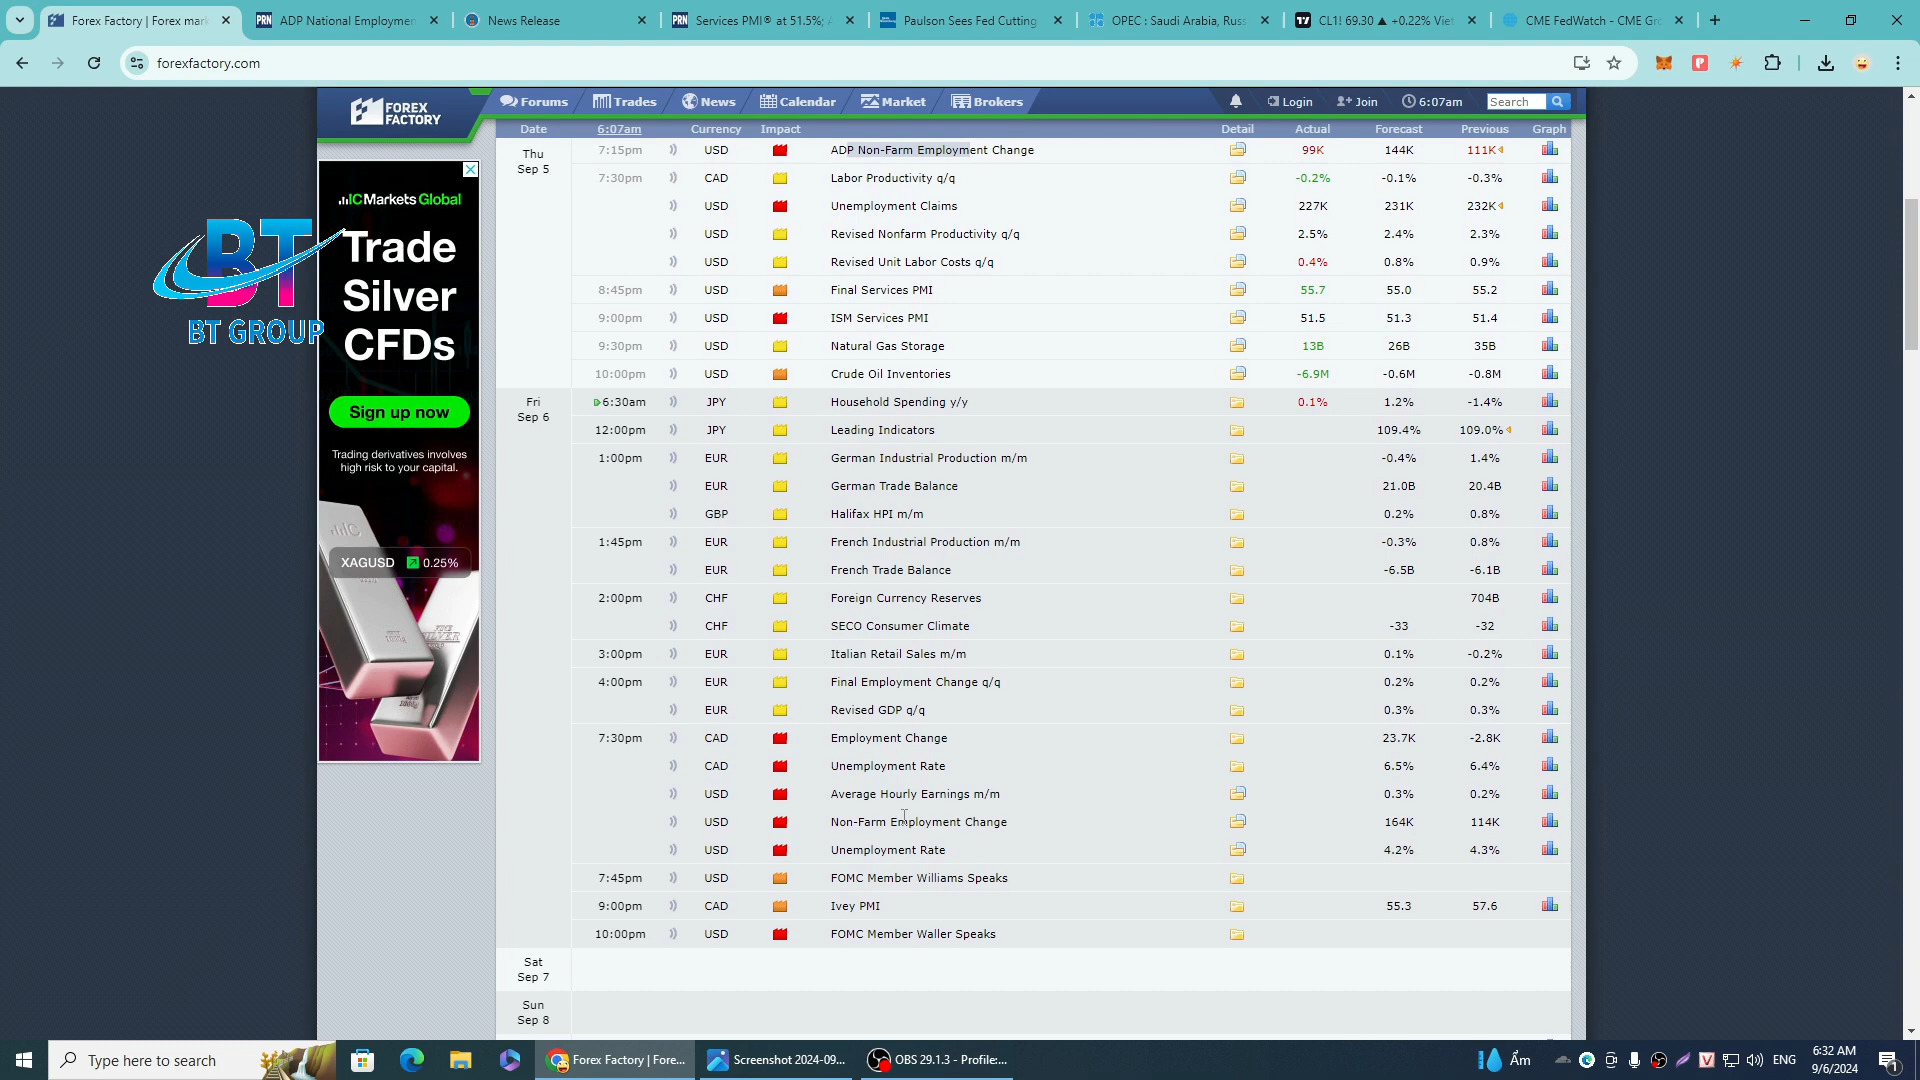 Forex Factory | Forex mark
PRN ADP National Employmen
News Release
PRN Services PMI® at 51.5%;
Paulson Sees Fed Cutting
OPEC : Saudi Arabia, Russ
CL1! 69.30 ▲ +0.22% Viet
CME FedWatch - CME Gro
forexfactory.com
FOREX FACTORY
Forums
Trades
News
Calendar
Market
Brokers
Login
Join
6:07am
Search
Date 6:07am Currency Impact Detail Actual Forecast Previous Graph
Thu Sep 5
7:15pm USD ADP Non-Farm Employment Change 99K 144K 111K
7:30pm CAD Labor Productivity q/q -0.2% -0.1% -0.3%
USD Unemployment Claims 227K 231K 232K
USD Revised Nonfarm Productivity q/q 2.5% 2.4% 2.3%
USD Revised Unit Labor Costs q/q 0.4% 0.8% 0.9%
8:45pm USD Final Services PMI 55.7 55.0 55.2
9:00pm USD ISM Services PMI 51.5 51.3 51.4
9:30pm USD Natural Gas Storage 13B 26B 35B
10:00pm USD Crude Oil Inventories -6.9M -0.6M -0.8M
Fri Sep 6
6:30am JPY Household Spending y/y 0.1% 1.2% -1.4%
12:00pm JPY Leading Indicators 109.4% 109.0%
1:00pm EUR German Industrial Production m/m -0.4% 1.4%
EUR German Trade Balance 21.0B 20.4B
GBP Halifax HPI m/m 0.2% 0.8%
1:45pm EUR French Industrial Production m/m -0.3% 0.8%
EUR French Trade Balance -6.5B -6.1B
2:00pm CHF Foreign Currency Reserves 704B
CHF SECO Consumer Climate -33 -32
3:00pm EUR Italian Retail Sales m/m 0.1% -0.2%
4:00pm EUR Final Employment Change q/q 0.2% 0.2%
EUR Revised GDP q/q 0.3% 0.3%
7:30pm CAD Employment Change 23.7K -2.8K
CAD Unemployment Rate 6.5% 6.4%
USD Average Hourly Earnings m/m 0.3% 0.2%
USD Non-Farm Employment Change 164K 114K
USD Unemployment Rate 4.2% 4.3%
7:45pm USD FOMC Member Williams Speaks
9:00pm CAD Ivey PMI 55.3 57.6
10:00pm USD FOMC Member Waller Speaks
Sat Sep 7
Sun Sep 8
IC Markets Global
Trade
Silver
CFDs
Sign up now
Trading derivatives involves
high risk to your capital.
XAGUSD 0.25%
BT
BT GROUP
Type here to search
Forex Factory | Fore...
Screenshot 2024-09...
OBS 29.1.3 - Profile:...
Ẩm
ENG
6:32 AM
9/6/2024
1